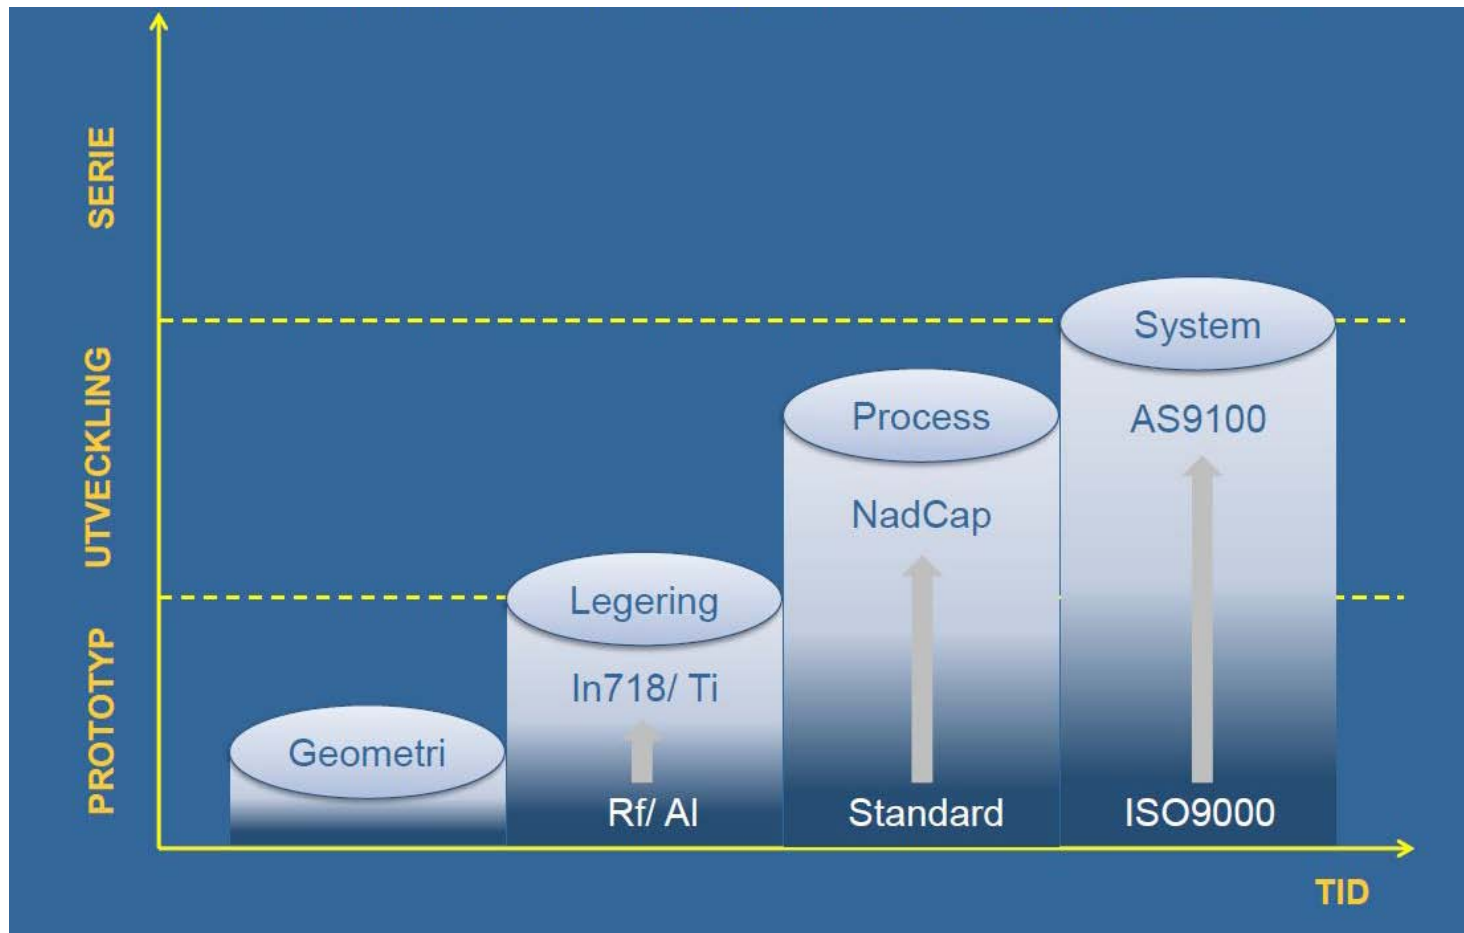 SERIE
UTVECKLING
PROTOTYP
System
AS9100
Process
NadCap
Legering
In718/ Ti
Geometri
Rf/ Al
Standard
ISO9000
TID